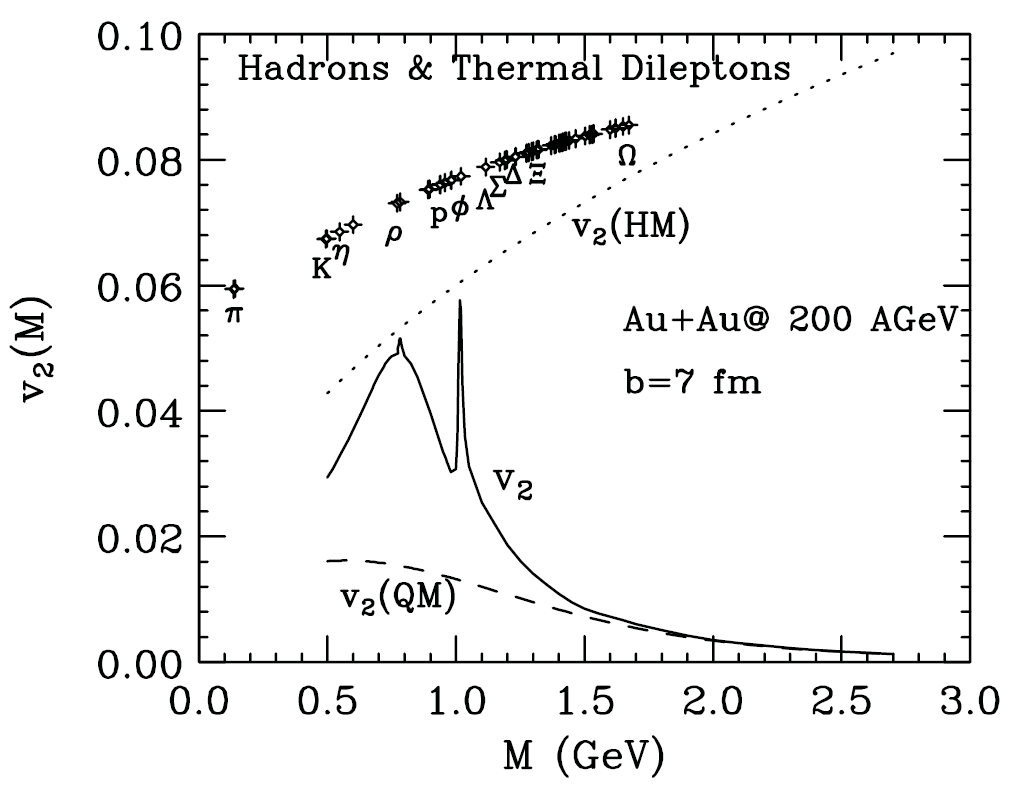 Hadrons & Thermal Dileptons
0.10
0.08
0.06
0.04
0.02
0.00
v₂(M)
π
K
η
ρ
p
ϕ
Λ
Σ
Δ
Ξ
Ω
v₂(HM)
Au+Au@ 200 AGeV
b=7 fm
v₂
v₂(QM)
0.0 0.5 1.0 1.5 2.0 2.5 3.0
M (GeV)